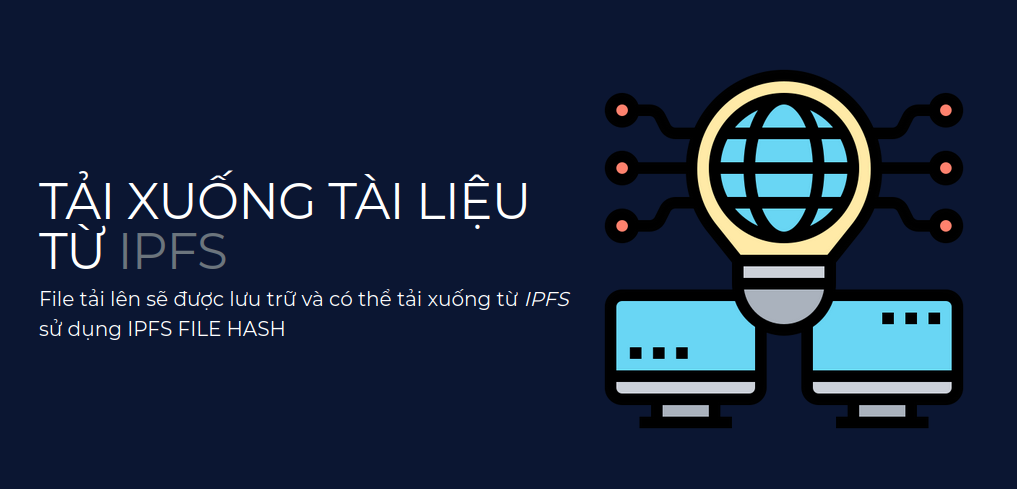 TẢI XUỐNG TÀI LIỆU
TỪ IPFS
File tải lên sẽ được lưu trữ và có thể tải xuống từ IPFS
sử dụng IPFS FILE HASH